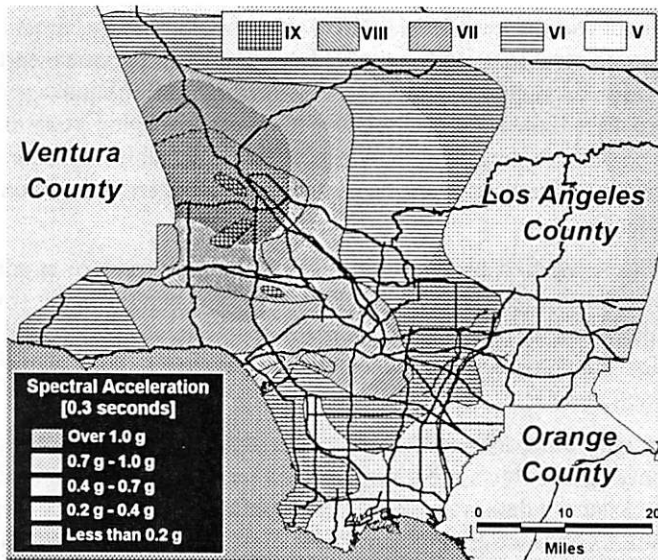 IX VIII VII VI V
Ventura
County
Los Angeles
County
Spectral Acceleration
[0.3 seconds]
Over 1.0 g
0.7 g - 1.0 g
0.4 g - 0.7 g
0.2 g - 0.4 g
Less than 0.2 g
Orange
County
0 10 20
Miles